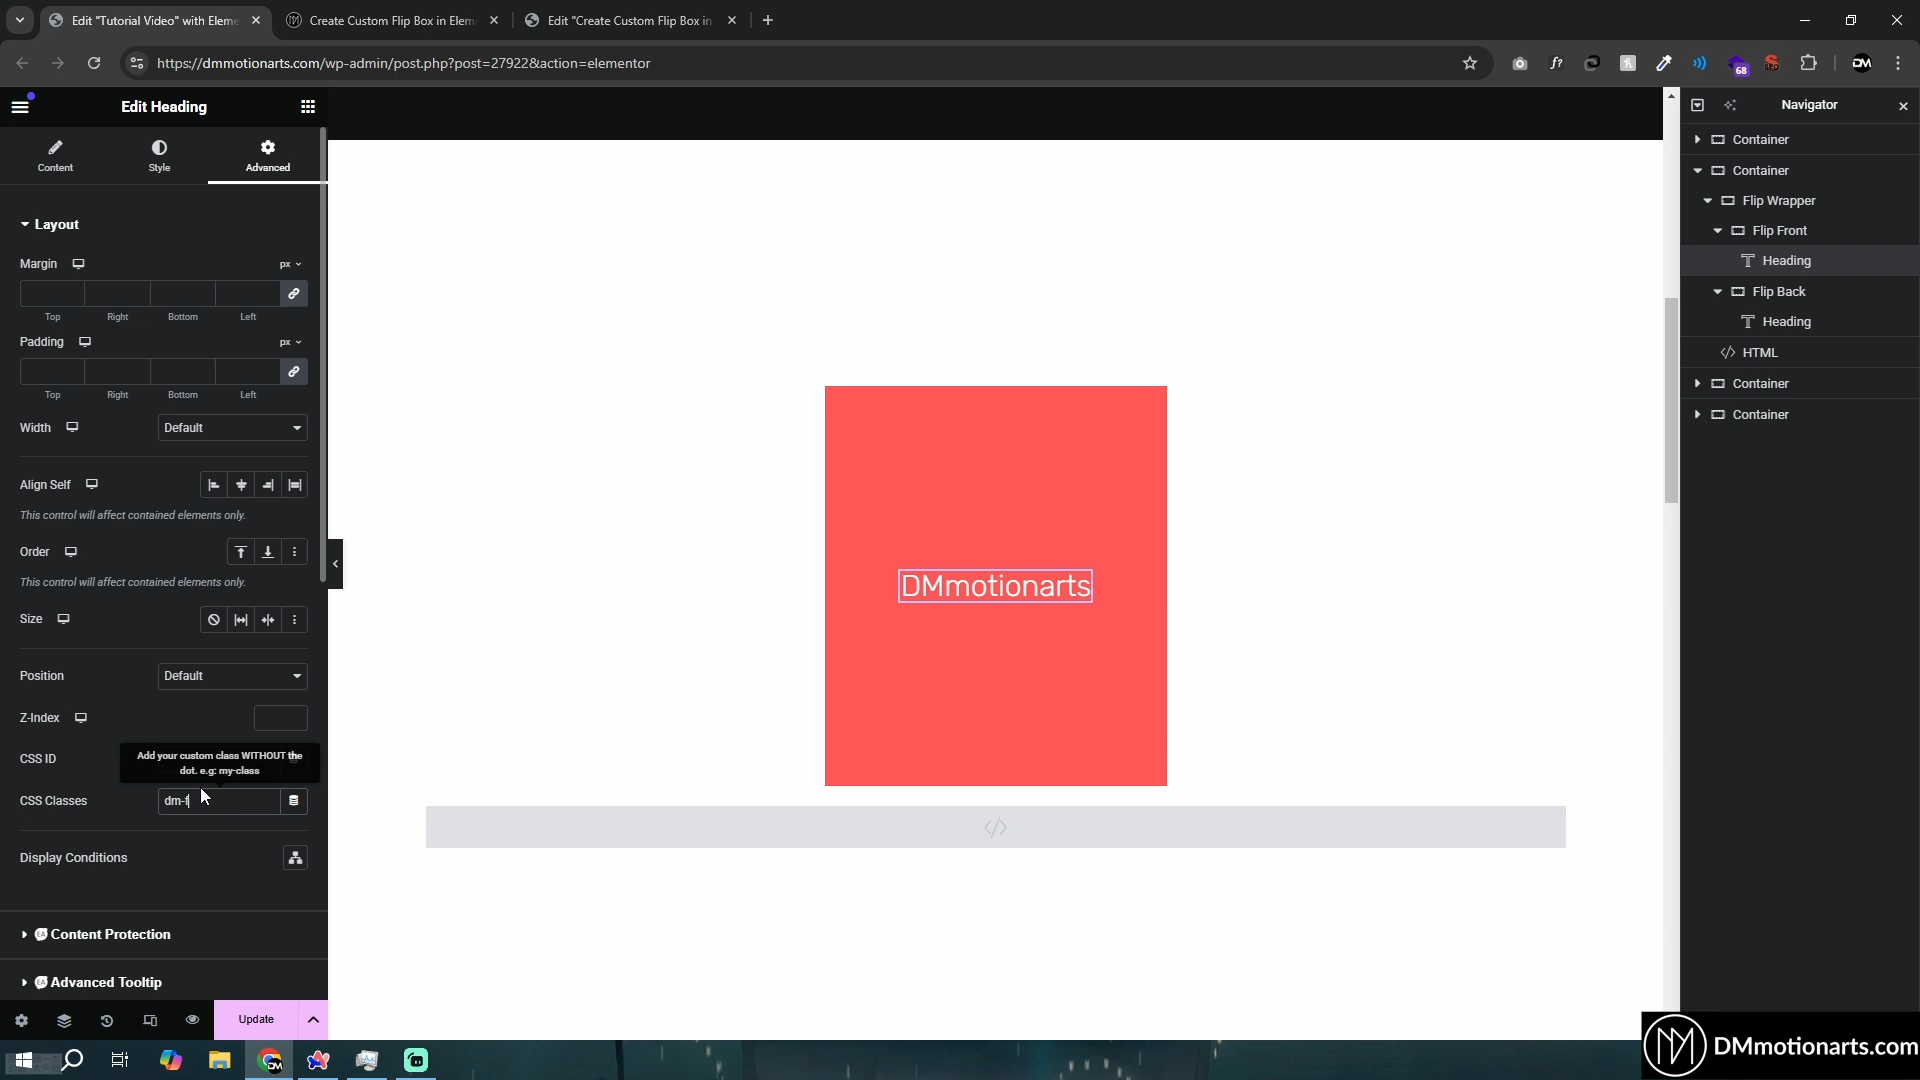 Edit "Tutorial Video" with Eleme
Create Custom Flip Box in Elem
Edit "Create Custom Flip Box in
https://dmmotionarts.com/wp-admin/post.php?post=27922&action=elementor
f?
68
SEO
DM
Edit Heading
Navigator
Content
Style
Advanced
Container
Container
Flip Wrapper
Flip Front
Heading
Flip Back
Heading
HTML
Container
Container
Layout
Margin
px
Top
Right
Bottom
Left
Padding
px
Top
Right
Bottom
Left
Width
Default
Align Self
This control will affect contained elements only.
Order
This control will affect contained elements only.
Size
Position
Default
Z-Index
CSS ID
Add your custom class WITHOUT the
dot. e.g: my-class
CSS Classes
dm-f
Display Conditions
DMmotionarts
Content Protection
Advanced Tooltip
Update
DM
DMmotionarts.com